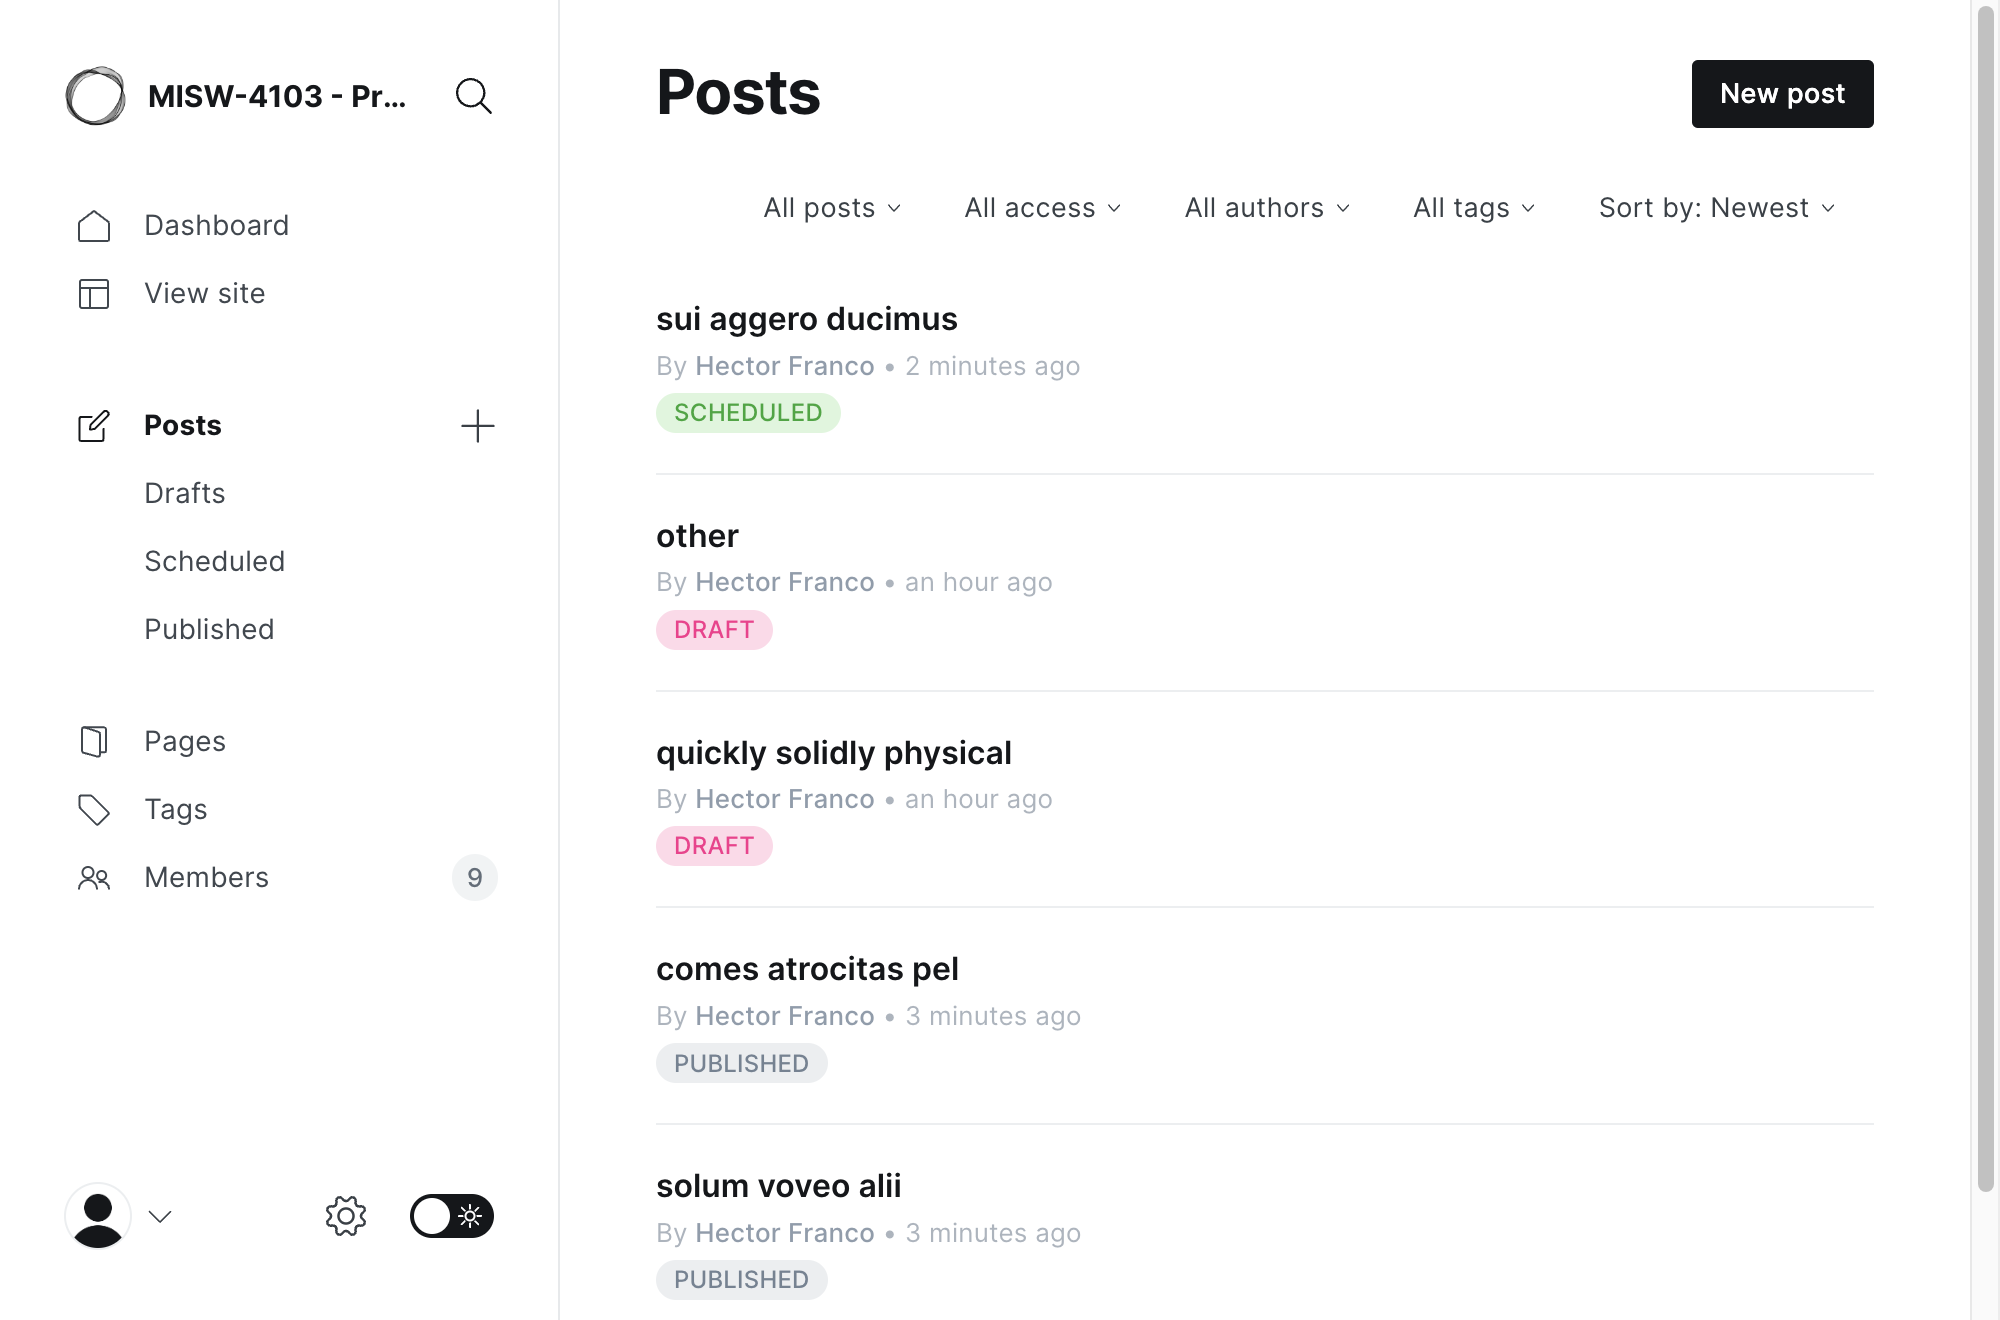 MISW-4103 - Pr...
Dashboard
View site
Posts
Drafts
Scheduled
Published
Pages
Tags
Members 9
Posts
New post
All posts All access All authors All tags Sort by: Newest
sui aggero ducimus
By Hector Franco • 2 minutes ago
SCHEDULED
other
By Hector Franco • an hour ago
DRAFT
quickly solidly physical
By Hector Franco • an hour ago
DRAFT
comes atrocitas pel
By Hector Franco • 3 minutes ago
PUBLISHED
solum voveo alii
By Hector Franco • 3 minutes ago
PUBLISHED